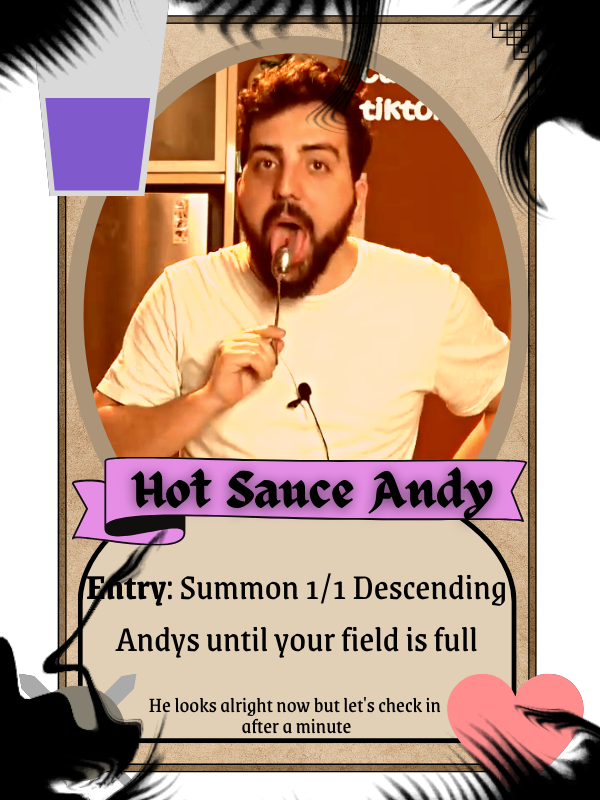 tikto
Hot Sauce Andy
Entry: Summon 1/1 Descending
Andys until your field is full
He looks alright now but let's check in
after a minute